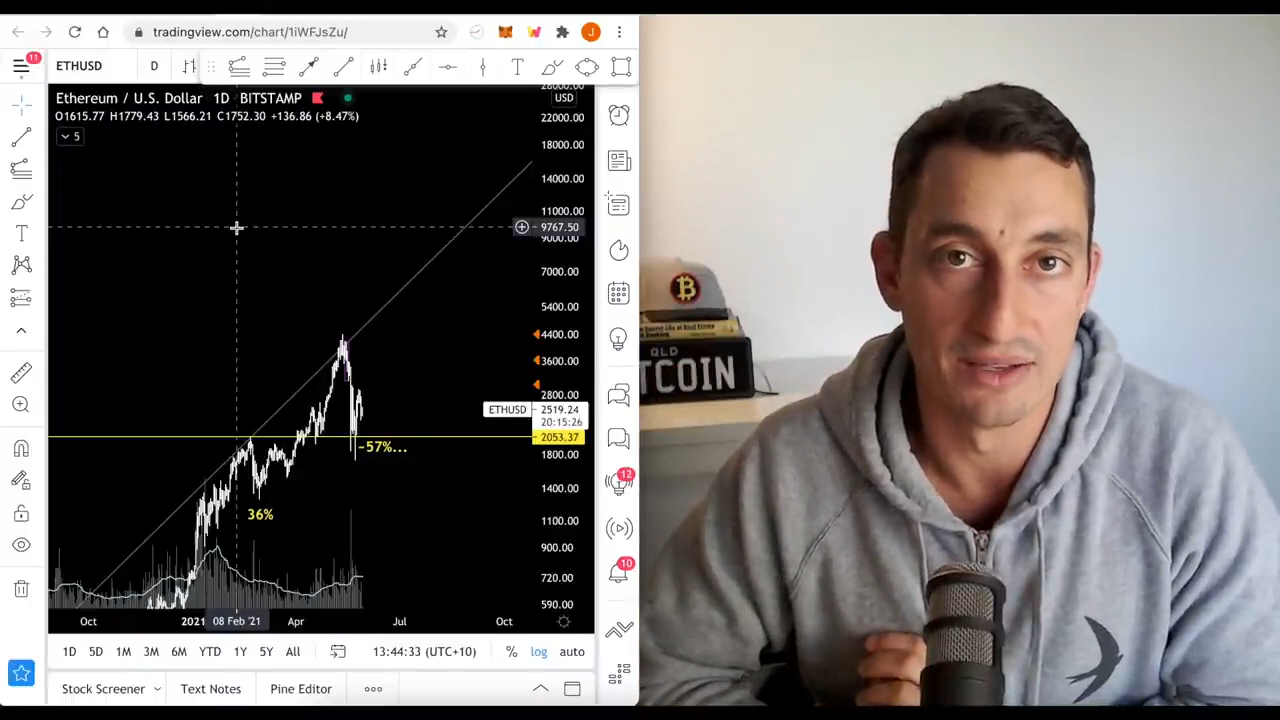 tradingview.com/chart/1iWFJsZu/
J
11
ETHUSD
D
T
Ethereum / U.S. Dollar 1D BITSTAMP
USD
O1615.77 H1779.43 L1566.21 C1752.30 +136.86 (+8.47%)
5
28000.00
22000.00
18000.00
14000.00
11000.00
9767.50
9000.00
7000.00
5400.00
4400.00
3600.00
2800.00
ETHUSD 2519.24
20:15:26
2053.37
-57%...
1800.00
1400.00
36%
1100.00
900.00
720.00
590.00
Oct 2021 08 Feb '21 Apr Jul Oct
12
10
1D 5D 1M 3M 6M YTD 1Y 5Y All
13:44:33 (UTC+10)
% log auto
Stock Screener
Text Notes
Pine Editor
T
B
QLD
TCOIN